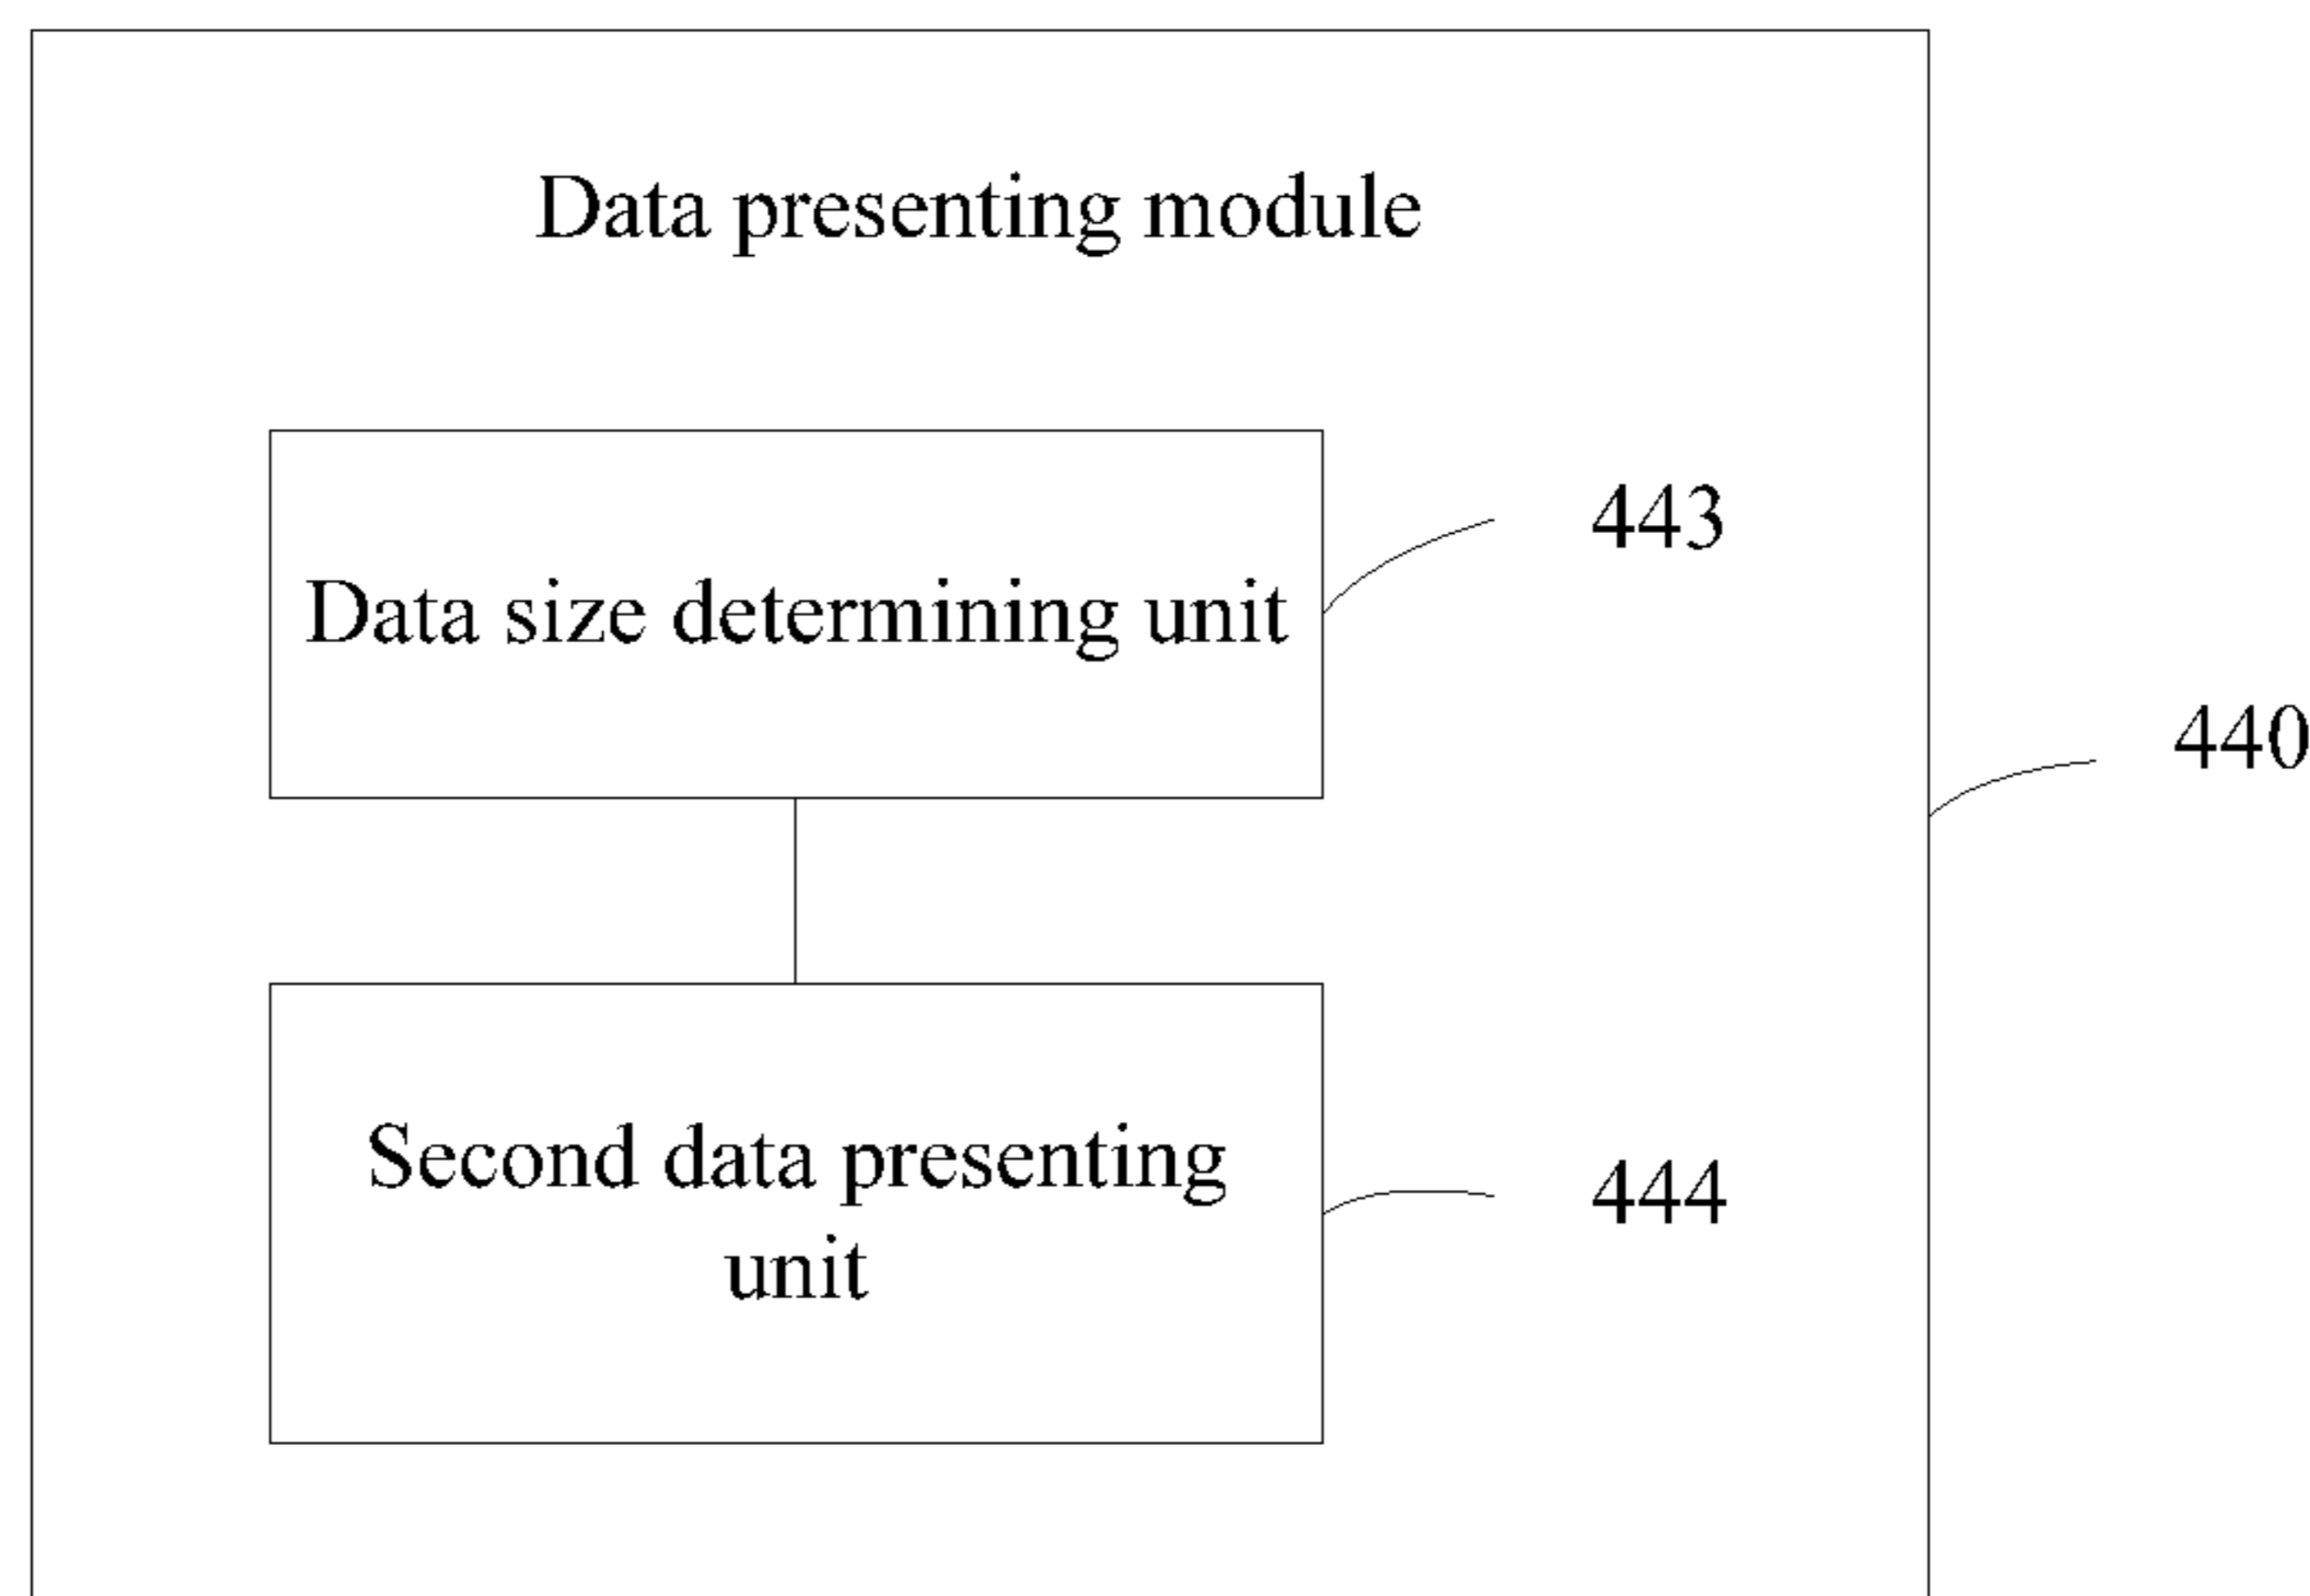 Data presenting module
443
Data size determining unit
440
Second data presenting
444
unit